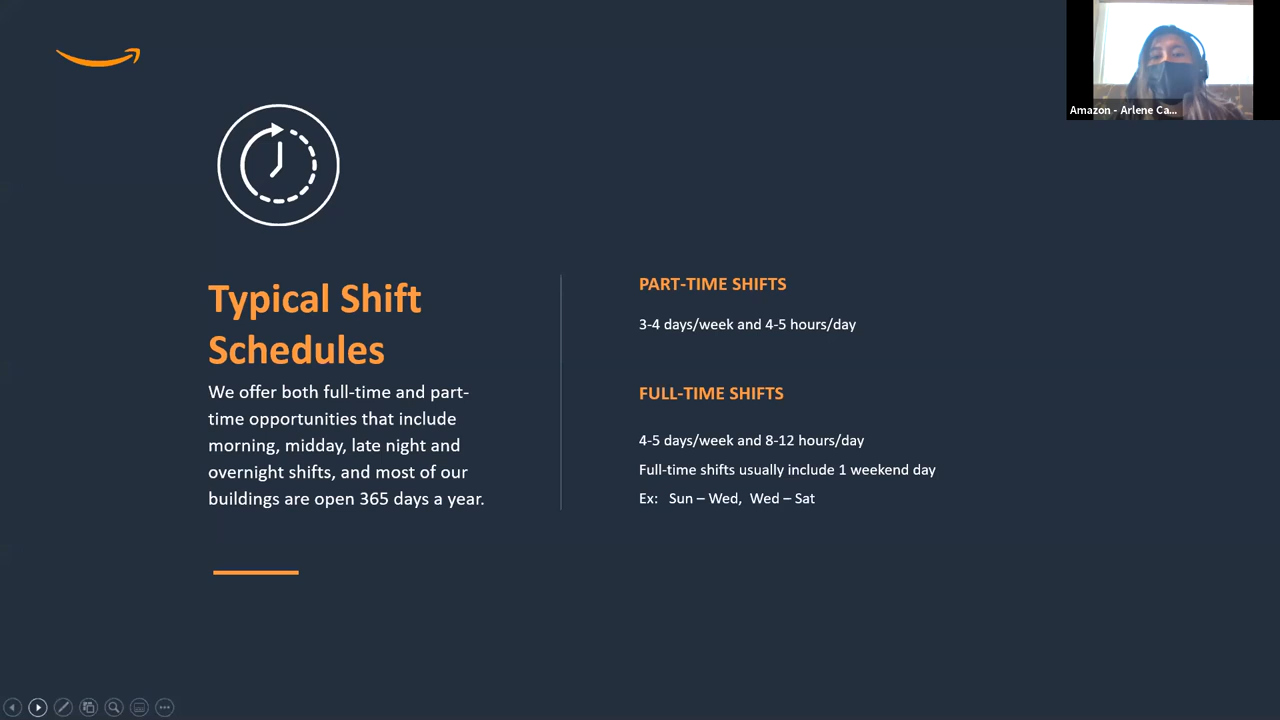 Amazon - Arlene Ca...
Typical Shift
Schedules
We offer both full-time and part-
time opportunities that include
morning, midday, late night and
overnight shifts, and most of our
buildings are open 365 days a year.
PART-TIME SHIFTS
3-4 days/week and 4-5 hours/day
FULL-TIME SHIFTS
4-5 days/week and 8-12 hours/day
Full-time shifts usually include 1 weekend day
Ex: Sun – Wed, Wed – Sat